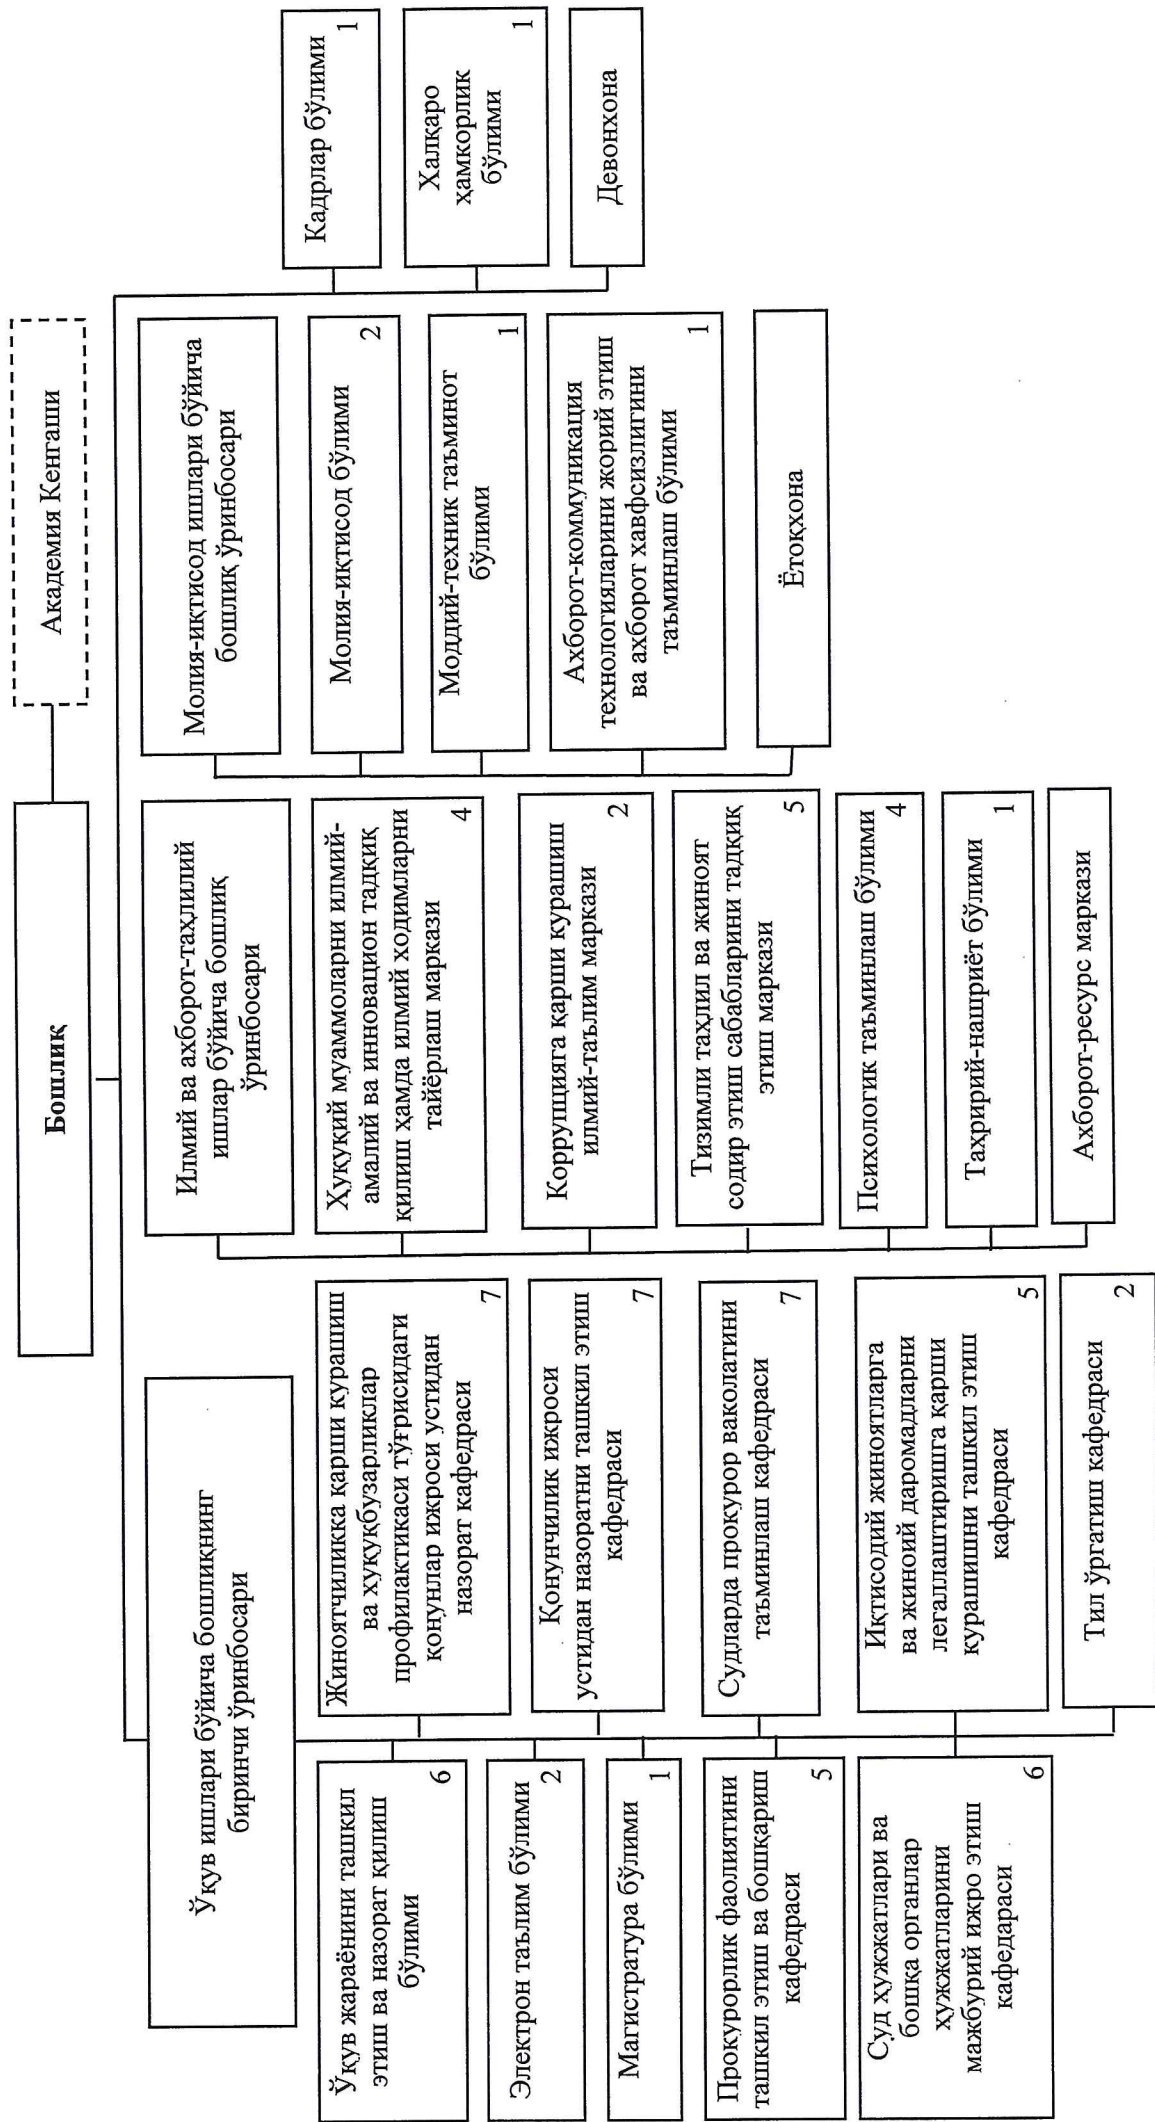 Бошлиқ
Академия Кенгаши
Ўқув ишлари бўйича бошлиқнинг
биринчи ўринбосари
Ўқув жараёнини ташкил
этиш ва назорат қилиш
бўлими
6
Электрон таълим бўлими
2
Магистратура бўлими
1
Прокурорлик фаолиятини
ташкил этиш ва бошқариш
кафедраси
5
Суд ҳужжатлари ва
бошқа органлар
ҳужжатларини
мажбурий ижро этиш
кафедараси
6
Жиноятчиликка қарши курашиш
ва хуқуқбузарликлар
профилактикаси тўғрисидаги
қонунлар ижроси устидан
назорат кафедраси
7
Қонунчилик ижроси
устидан назоратни ташкил этиш
кафедраси
7
Судларда прокурор ваколатини
таъминлаш кафедраси
7
Иқтисодий жиноятларга
ва жиноий даромадларни
легаллаштиришга қарши
курашишни ташкил этиш
кафедраси
5
Тил ўргатиш кафедраси
2
Илмий ва ахборот-таҳлилий
ишлар бўйича бошлиқ
ўринбосари
Ҳуқуқий муаммоларни илмий-
амалий ва инновацион тадқиқ
қилиш ҳамда илмий ходимларни
тайёрлаш маркази
4
Коррупцияга қарши курашиш
илмий-таълим маркази
2
Тизимли таҳлил ва жиноят
содир этиш сабабларини тадқиқ
этиш маркази
5
Психологик таъминлаш бўлими
4
Таҳририй-нашриёт бўлими
1
Ахборот-ресурс маркази
Молия-иқтисод ишлари бўйича
бошлиқ ўринбосари
Молия-иқтисод бўлими
2
Моддий-техник таъминот
бўлими
1
Ахборот-коммуникация
технологияларини жорий этиш
ва ахборот хавфсизлигини
таъминлаш бўлими
1
Ётоқхона
Кадрлар бўлими
1
Халқаро
ҳамкорлик
бўлими
1
Девонхона